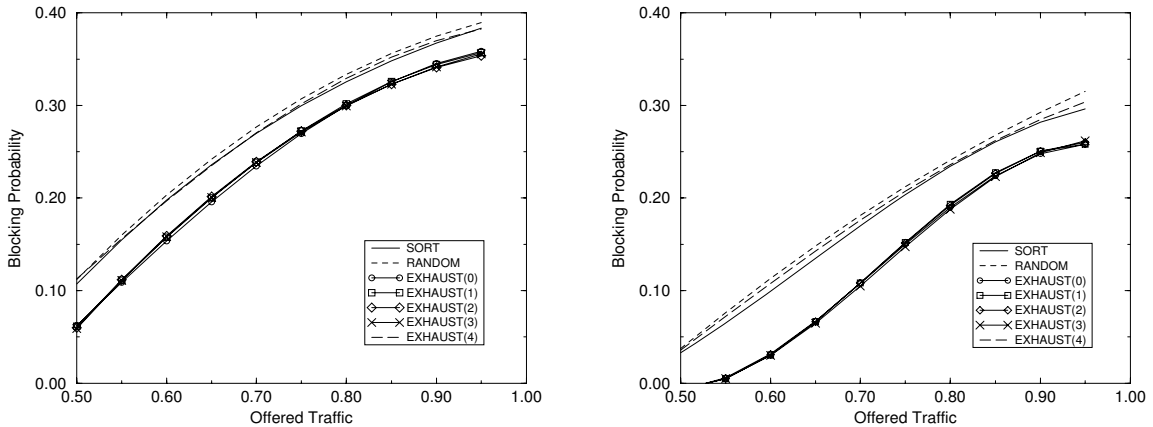 0.40
0.30
0.20
0.10
0.00
Blocking Probability
0.50 0.60 0.70 0.80 0.90 1.00
Offered Traffic
SORT
RANDOM
EXHAUST(0)
EXHAUST(1)
EXHAUST(2)
EXHAUST(3)
EXHAUST(4)
0.40
0.30
0.20
0.10
0.00
Blocking Probability
0.50 0.60 0.70 0.80 0.90 1.00
Offered Traffic
SORT
RANDOM
EXHAUST(0)
EXHAUST(1)
EXHAUST(2)
EXHAUST(3)
EXHAUST(4)